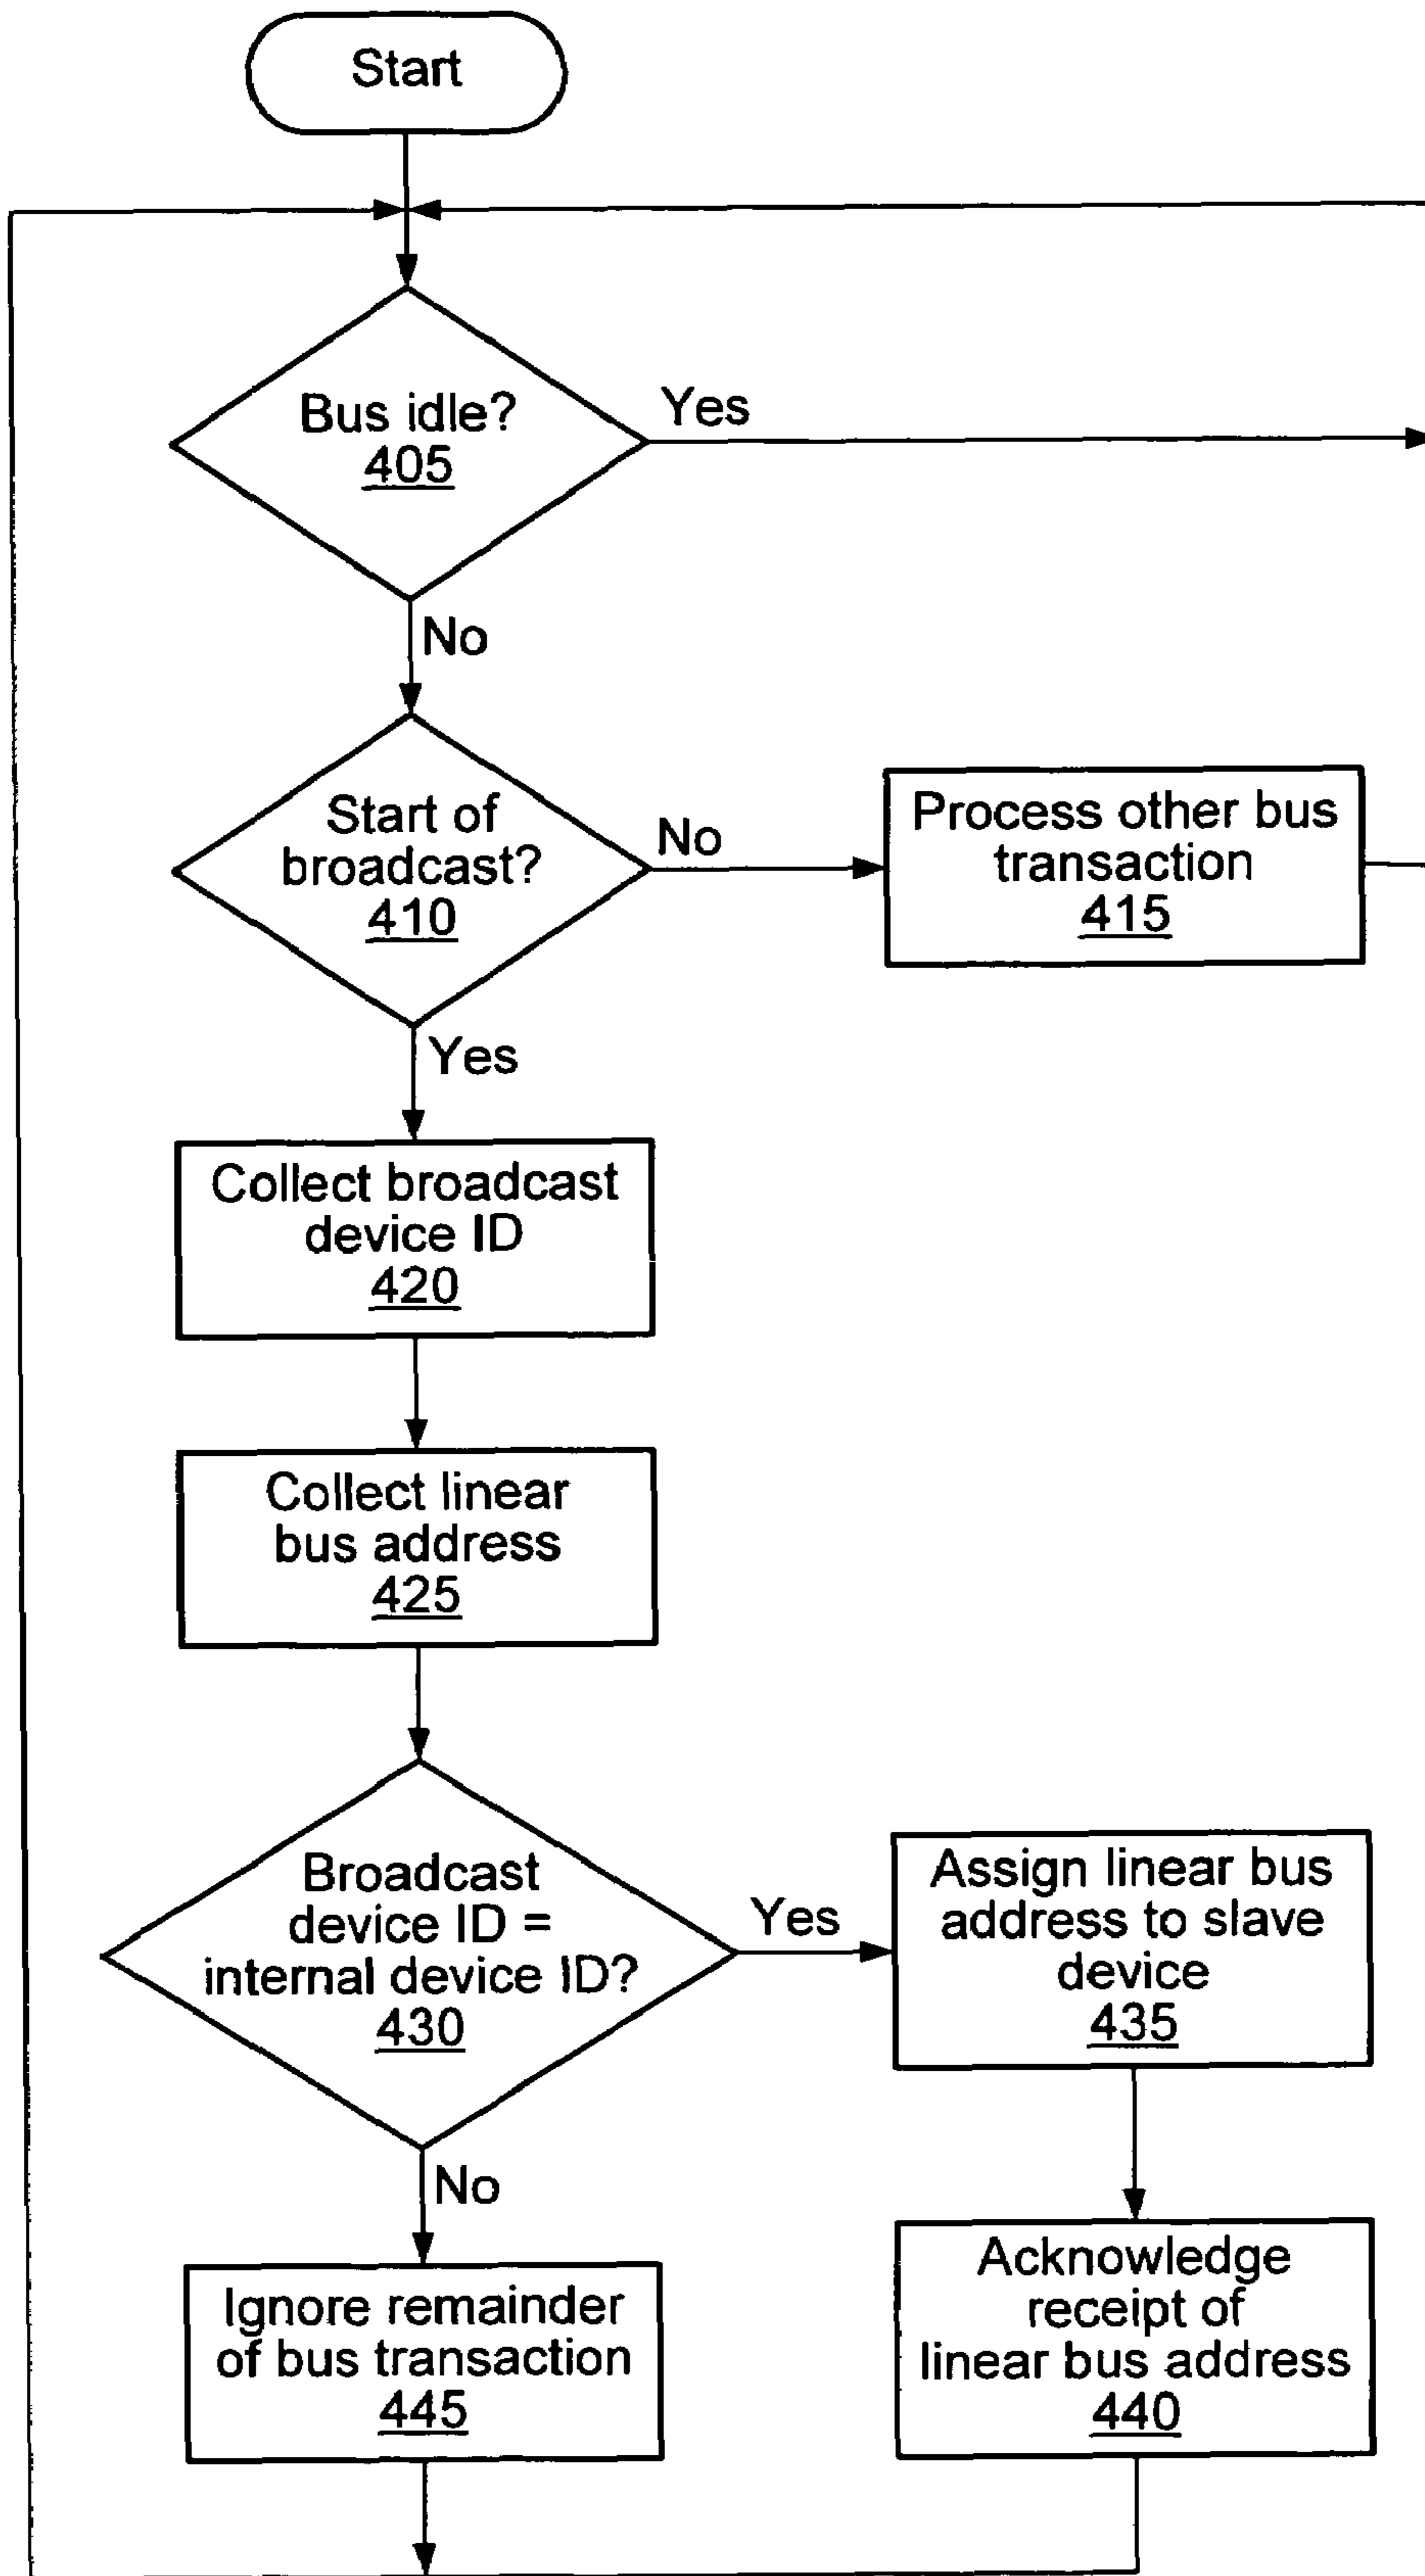 Start
Bus idle?
405
Yes
No
Start of
broadcast?
410
No
Process other bus
transaction
415
Yes
Collect broadcast
device ID
420
Collect linear
bus address
425
Broadcast
device ID =
internal device ID?
430
Yes
Assign linear bus
address to slave
device
435
No
Ignore remainder
of bus transaction
445
Acknowledge
receipt of
linear bus address
440